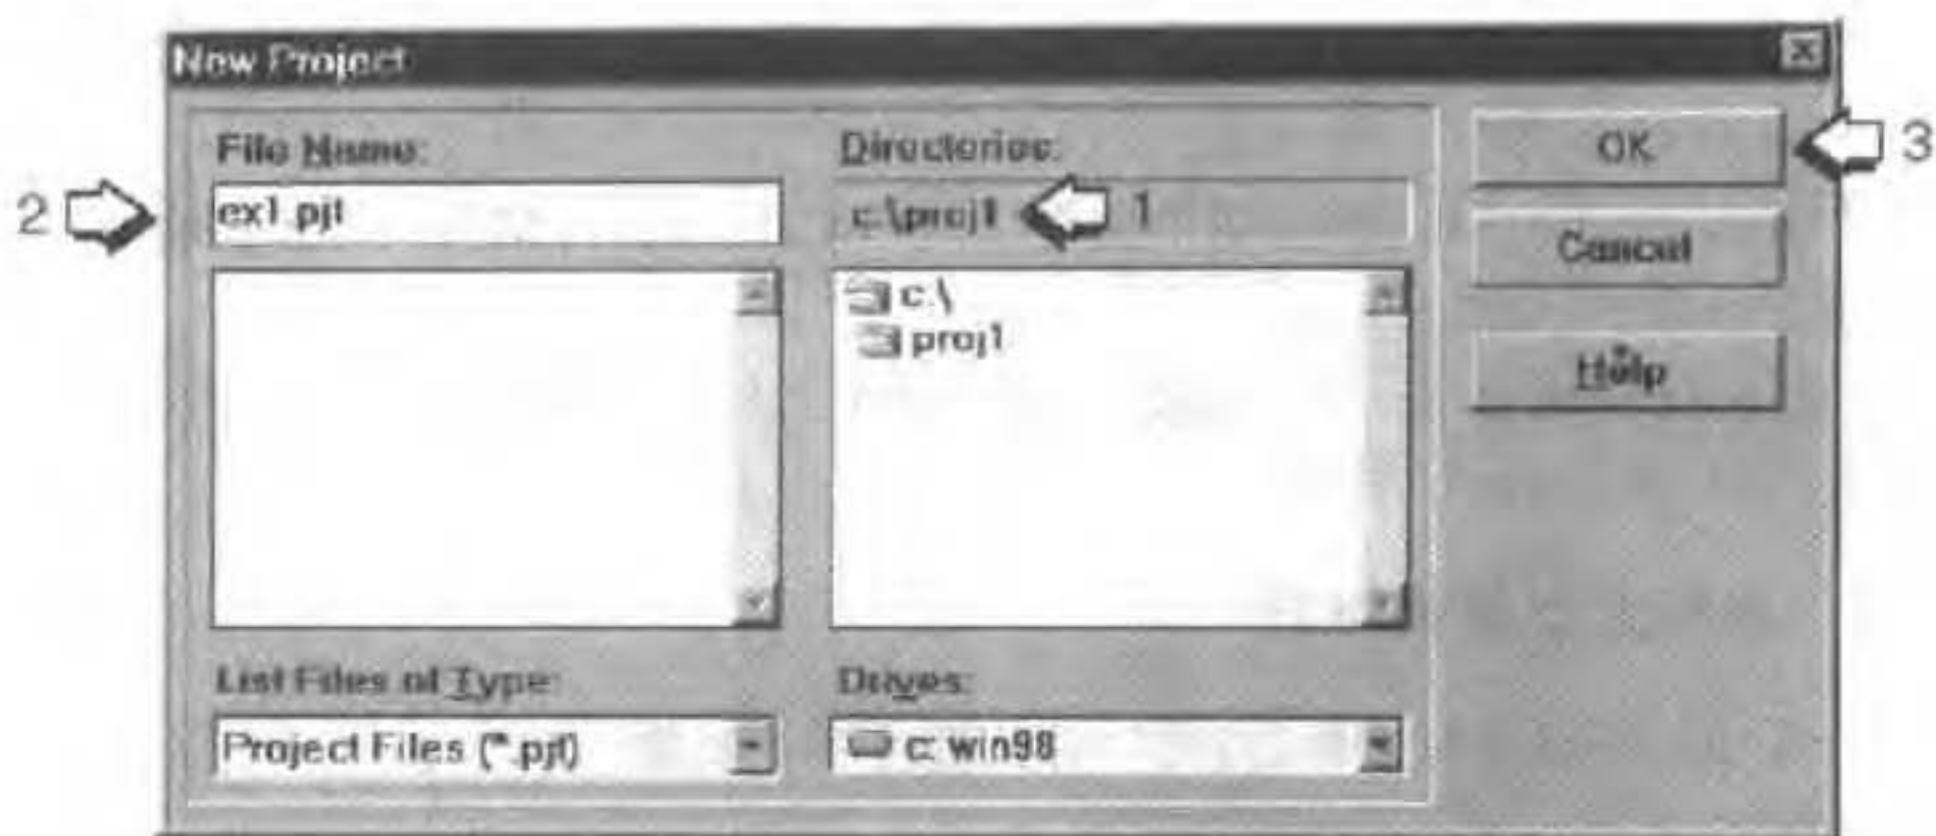 New Project
File Name:
2
ex1.pjt
Directories:
c:\proj1
1
c:\
proj1
OK
3
Cancel
Help
List Files of Type:
Project Files (*.pjt)
Drives:
c: win98